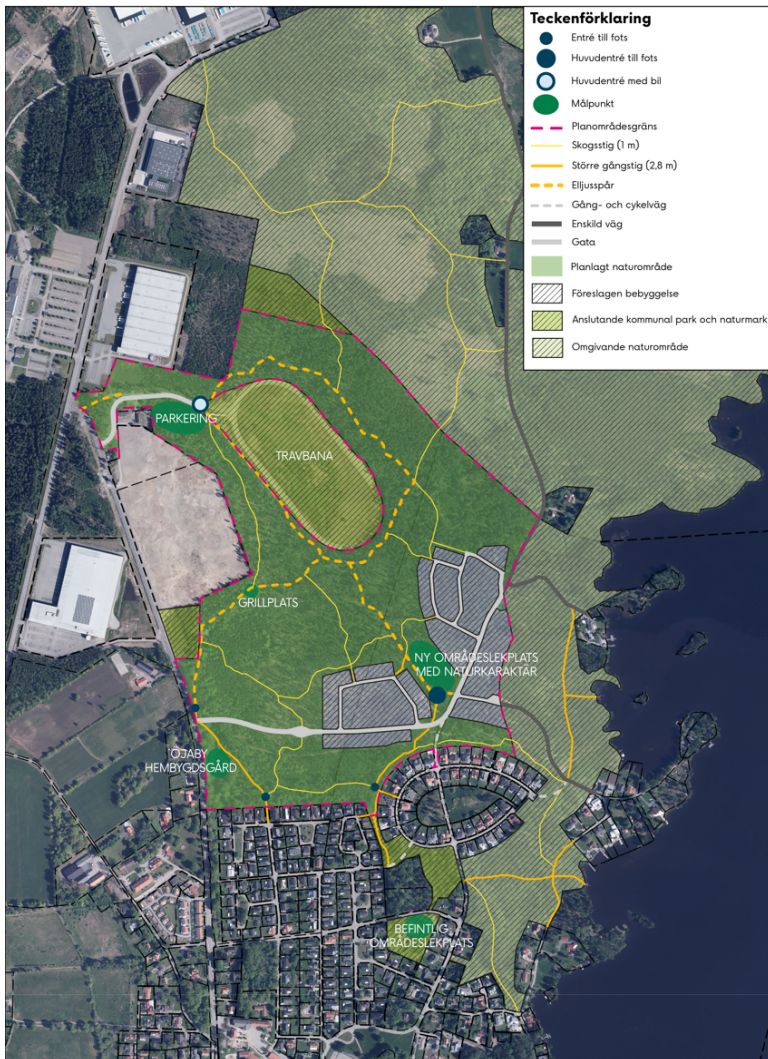 Teckenförklaring
Entré till fots
Huvudentré till fots
Huvudentré med bil
Målpunkt
Planområdesgräns
Skogsstig (1 m)
Större gångstig (2,8 m)
Elljusspår
Gång- och cykelväg
Enskild väg
Gata
Planlagt naturområde
Föreslagen bebyggelse
Anslutande kommunal park och naturmark
Omgivande naturområde
PARKERING
TRAVBANA
GRILLPLATS
NY OMRÅDESLEKPLATS
MED NATURKARAKTÄR
ÖJABY
HEMBYGDSGÅRD
BEFINTLIG
OMRÅDESLEKPLATS